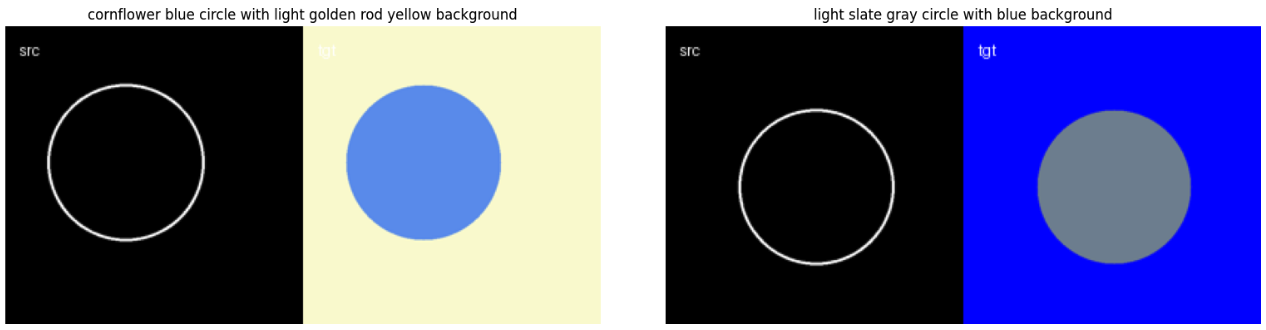 cornflower blue circle with light golden rod yellow background
src
tgt
light slate gray circle with blue background
src
tgt